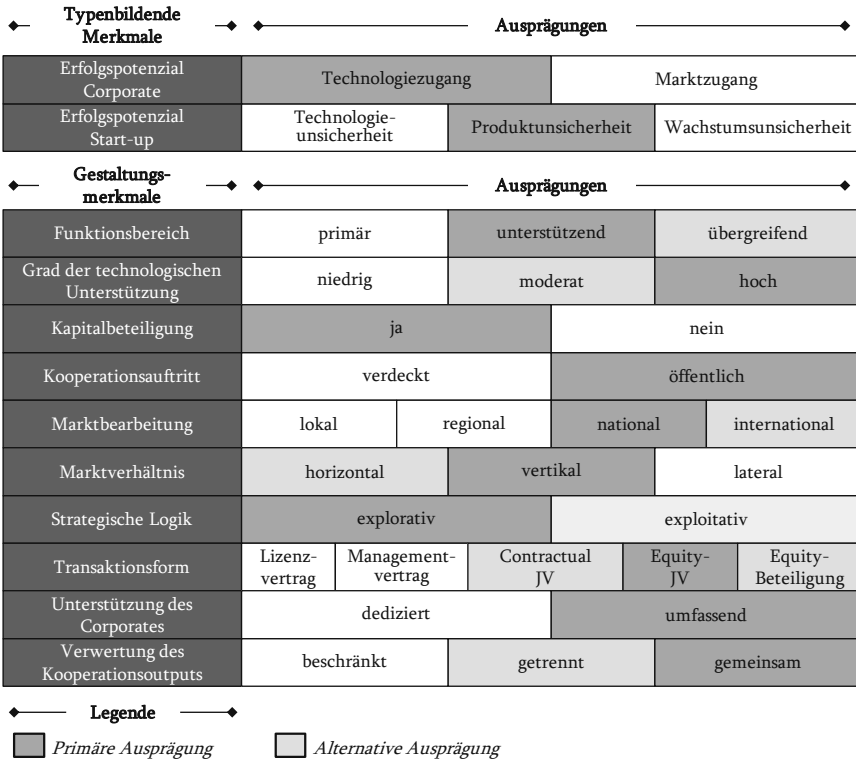 Typenbildende
Merkmale
Ausprägungen
Erfolgspotenzial
Corporate
Technologiezugang
Marktzugang
Erfolgspotenzial
Start-up
Technologie-
unsicherheit
Produktunsicherheit
Wachstumsunsicherheit
Gestaltungs-
merkmale
Ausprägungen
Funktionsbereich
primär
unterstützend
übergreifend
Grad der technologischen
Unterstützung
niedrig
moderat
hoch
Kapitalbeteiligung
ja
nein
Kooperationsauftritt
verdeckt
öffentlich
Marktbearbeitung
lokal
regional
national
international
Marktverhältnis
horizontal
vertikal
lateral
Strategische Logik
explorativ
exploitativ
Transaktionsform
Lizenz-
vertrag
Management-
vertrag
Contractual
JV
Equity-
JV
Equity-
Beteiligung
Unterstützung des
Corporates
dediziert
umfassend
Verwertung des
Kooperationsoutputs
beschränkt
getrennt
gemeinsam
Legende
Primäre Ausprägung
Alternative Ausprägung